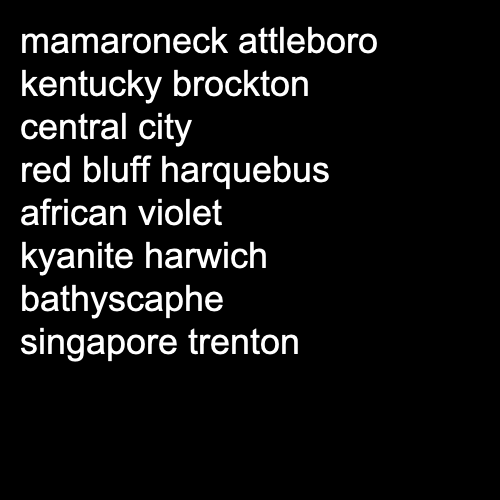 mamaroneck attleboro
kentucky brockton
central city
red bluff harquebus
african violet
kyanite harwich
bathyscaphe
singapore trenton